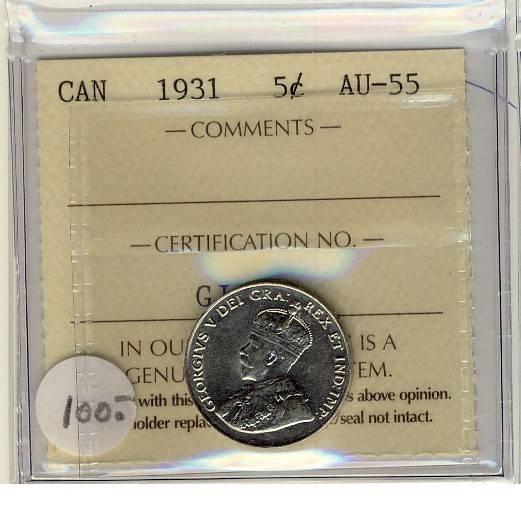 CAN 1931 5¢ AU-55
— COMMENTS —
— CERTIFICATION NO. —
IN OU IS A
GENU TEM.
with this s above opinion.
older repla /seal not intact.
GEORGIVS V DEI GRA: REX ET IND:IMP:
100.-